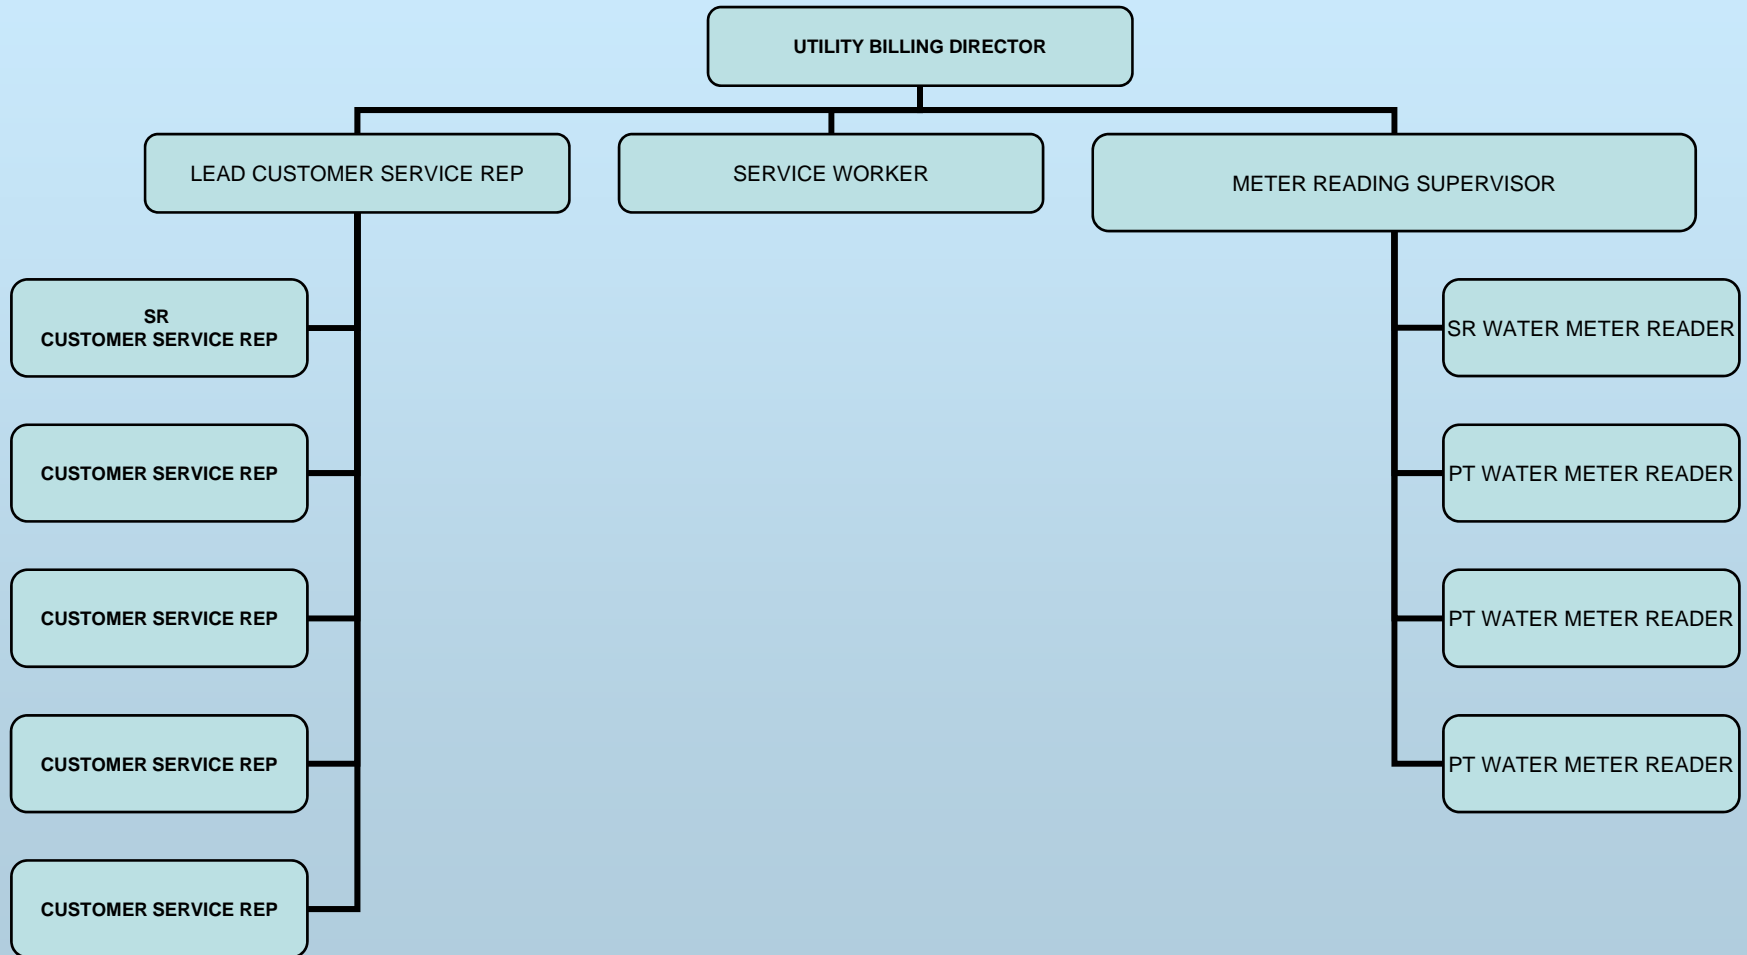 UTILITY BILLING DIRECTOR
LEAD CUSTOMER SERVICE REP
SERVICE WORKER
METER READING SUPERVISOR
SR
CUSTOMER SERVICE REP
SR WATER METER READER
CUSTOMER SERVICE REP
PT WATER METER READER
CUSTOMER SERVICE REP
PT WATER METER READER
CUSTOMER SERVICE REP
PT WATER METER READER
CUSTOMER SERVICE REP